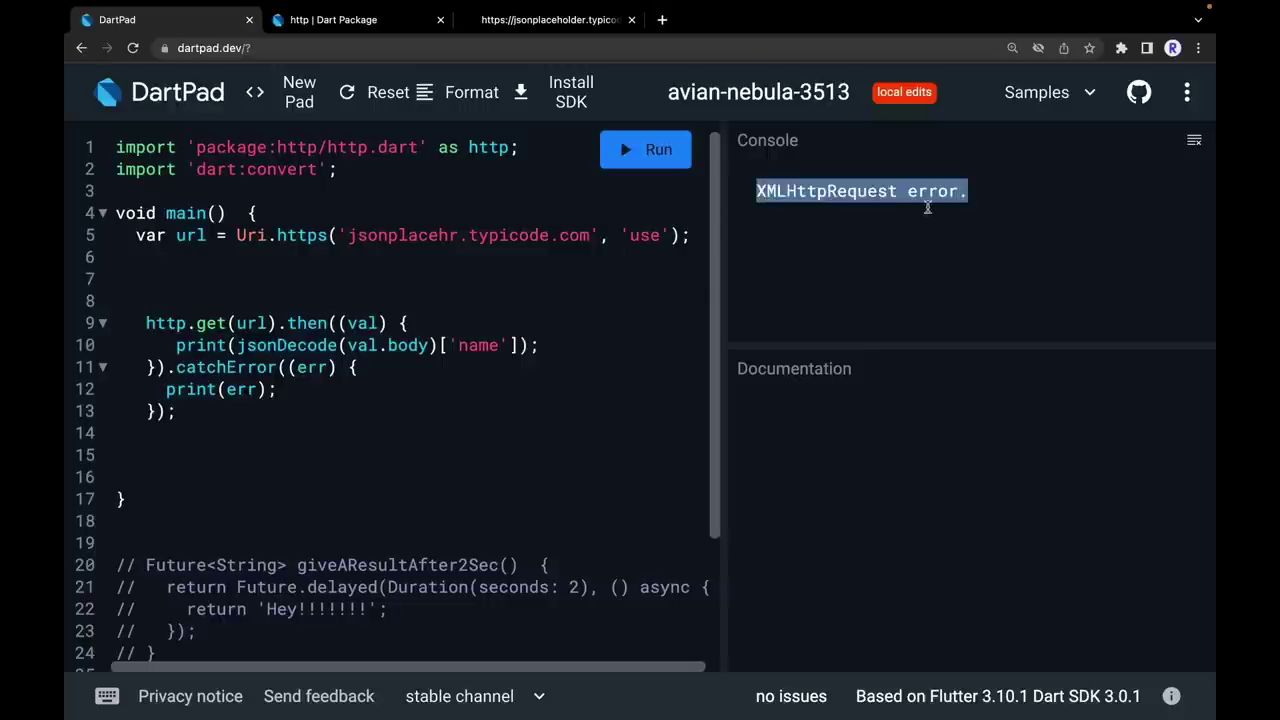 DartPad
http | Dart Package
https://jsonplaceholder.typico
dartpad.dev/?
R
DartPad
<> New Pad
Reset
Format
Install SDK
avian-nebula-3513
local edits
Samples
1 import 'package:http/http.dart' as http;
2 import 'dart:convert';
3
4 void main()  {
5   var url = Uri.https('jsonplacehr.typicode.com', 'use');
6
7
8
9    http.get(url).then((val) {
10       print(jsonDecode(val.body)['name']);
11    }).catchError((err) {
12      print(err);
13    });
14
15
16
17 }
18
19
20 // Future<String> giveAResultAfter2Sec()  {
21 //   return Future.delayed(Duration(seconds: 2), () async {
22 //     return 'Hey!!!!!!!';
23 //   });
24 // }
Run
Console
XMLHttpRequest error.
Documentation
Privacy notice
Send feedback
stable channel
no issues
Based on Flutter 3.10.1 Dart SDK 3.0.1